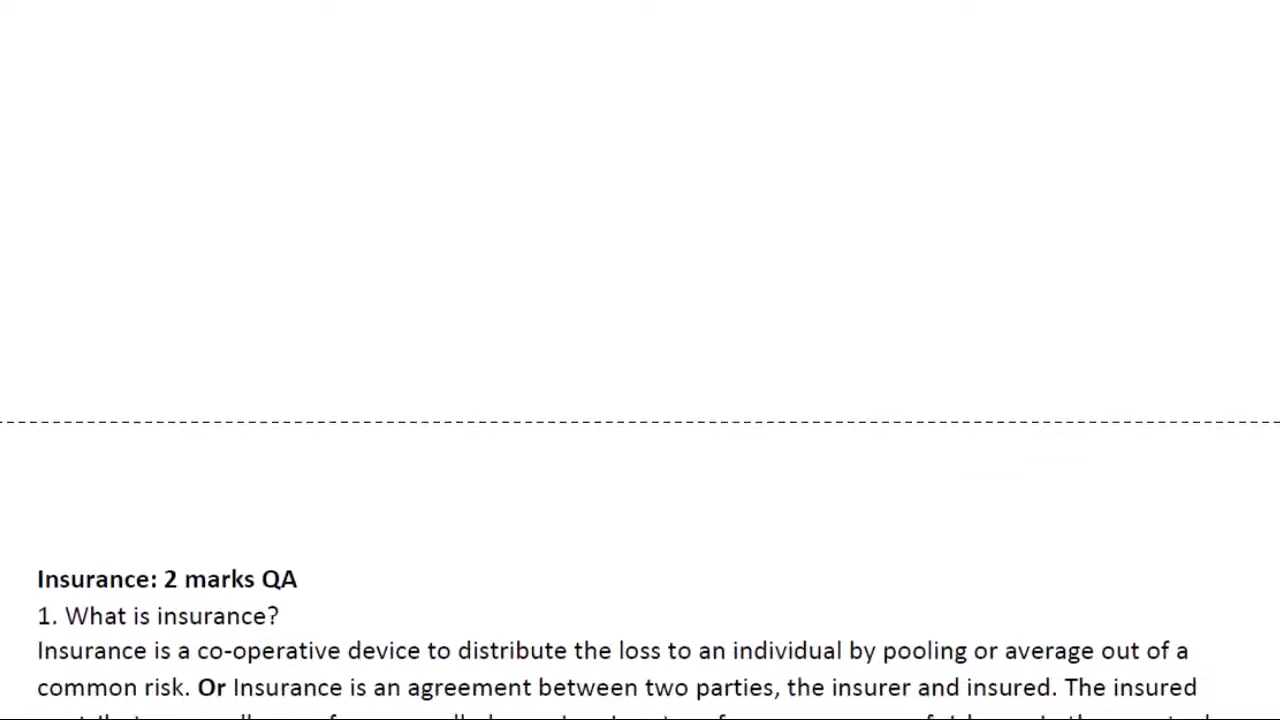 Insurance: 2 marks QA
1. What is insurance?
Insurance is a co-operative device to distribute the loss to an individual by pooling or average out of a
common risk. Or Insurance is an agreement between two parties, the insurer and insured. The insured